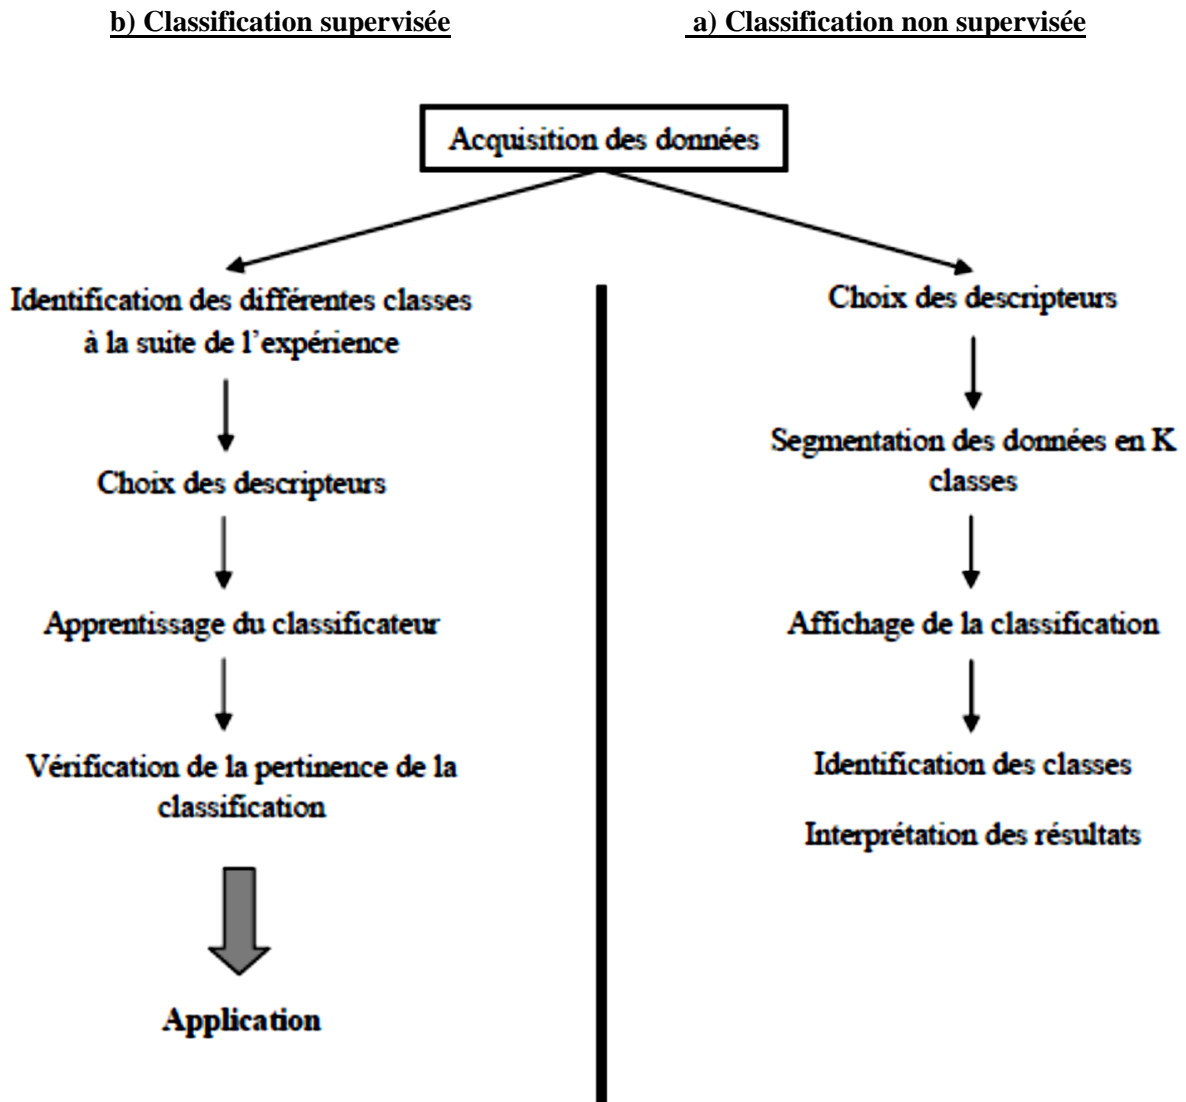 b) Classification supervisée
a) Classification non supervisée
Acquisition des données
Identification des différentes classes
à la suite de l'expérience
Choix des descripteurs
Apprentissage du classificateur
Vérification de la pertinence de la
classification
Application
Choix des descripteurs
Segmentation des données en K
classes
Affichage de la classification
Identification des classes
Interprétation des résultats